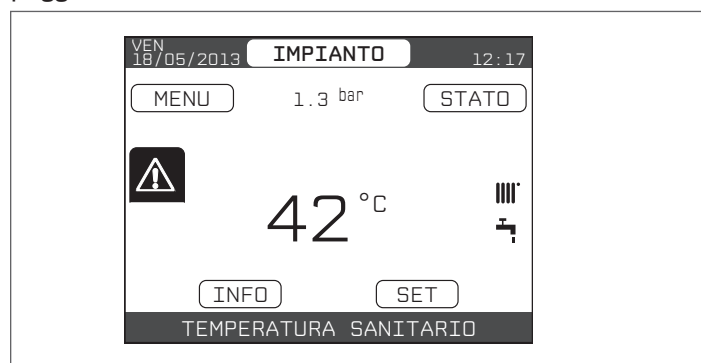 VEN
18/05/2013 IMPIANTO 12:17
MENU 1.3 bar STATO
42 °C
INFO SET
TEMPERATURA SANITARIO